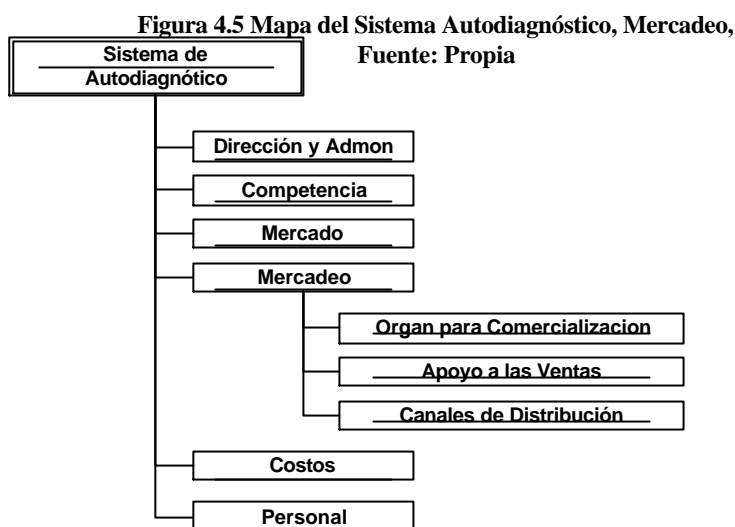 Figura 4.5 Mapa del Sistema Autodiagnóstico, Mercadeo,
Fuente: Propia
Sistema de
Autodiagnótico
Dirección y Admon
Competencia
Mercado
Mercadeo
Organ para Comercializacion
Apoyo a las Ventas
Canales de Distribución
Costos
Personal